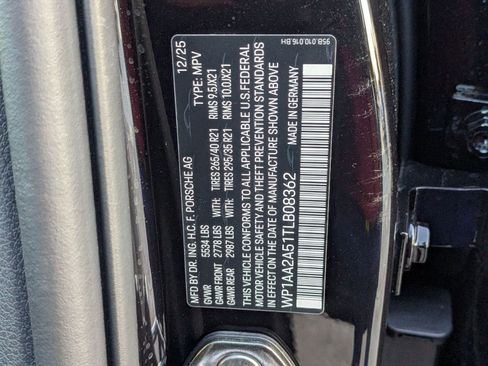 MFD BY DR. ING. H.C. F. PORSCHE AG 12/25
GVWR 5534 LBS TYPE: MPV
FRONT 2778 LBS WITH: TIRES 265/40 R21 RIMS 9.5JX21
GAWR REAR 2987 LBS WITH: TIRES 295/35 R21 RIMS 10.0JX21
THIS VEHICLE CONFORMS TO ALL APPLICABLE U.S. FEDERAL
MOTOR VEHICLE SAFETY AND THEFT PREVENTION STANDARDS
IN EFFECT ON THE DATE OF MANUFACTURE SHOWN ABOVE
WP1AA2A51TLB08362 MADE IN GERMANY
95B.010.016.BH